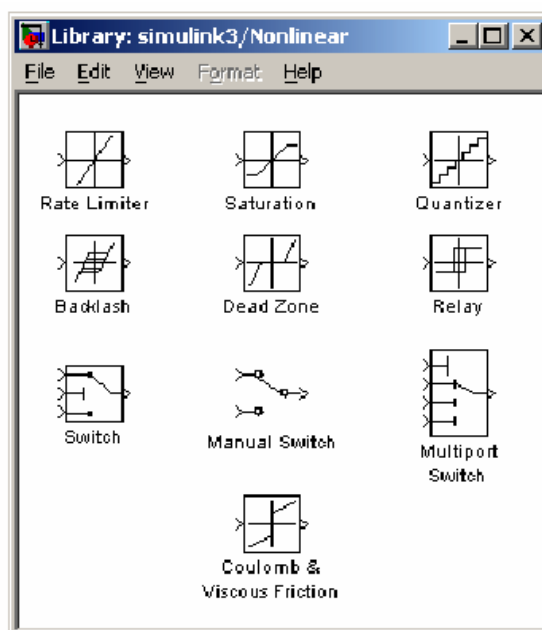 Library: simulink3/Nonlinear
File Edit View Format Help
Rate Limiter Saturation Quantizer
Backlash Dead Zone Relay
Switch Manual Switch Multiport
Switch
Coulomb &
Viscous Friction